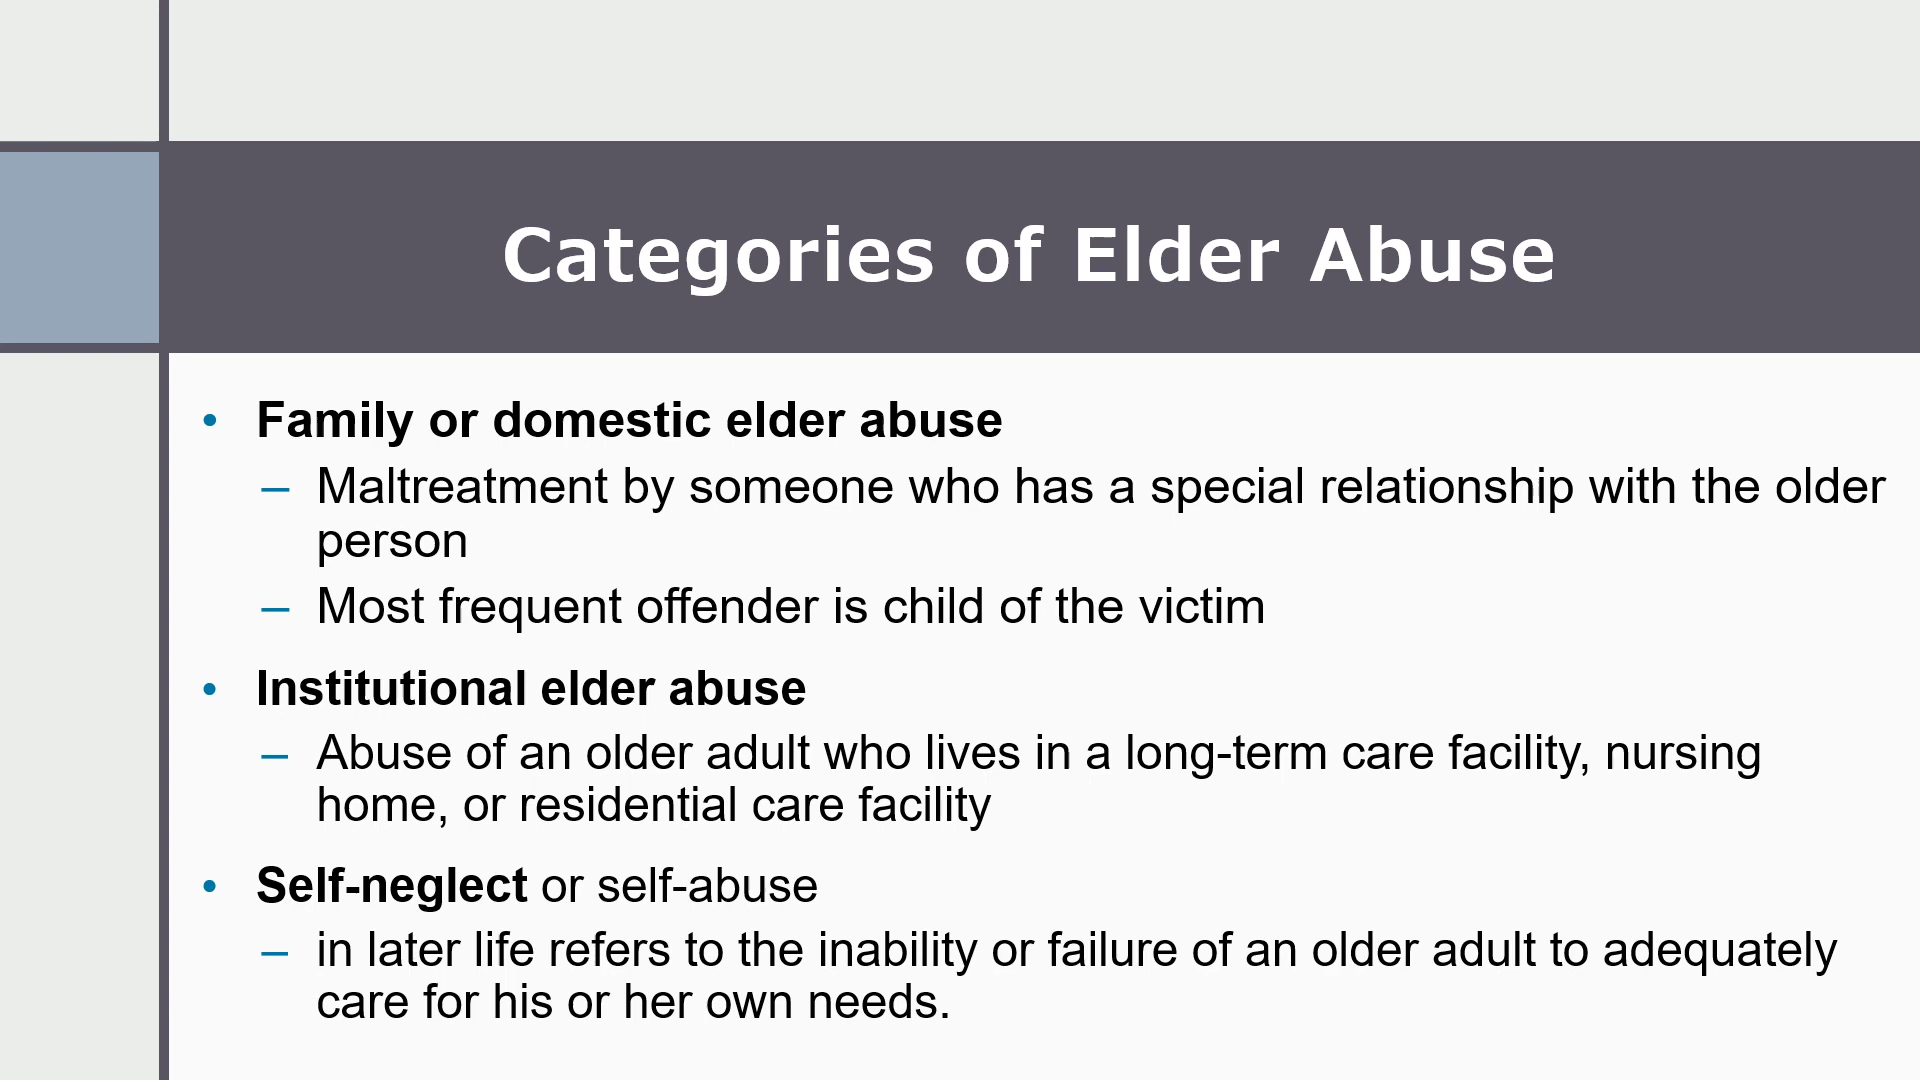 Categories of Elder Abuse
• Family or domestic elder abuse
– Maltreatment by someone who has a special relationship with the older
person
– Most frequent offender is child of the victim
• Institutional elder abuse
– Abuse of an older adult who lives in a long-term care facility, nursing
home, or residential care facility
• Self-neglect or self-abuse
– in later life refers to the inability or failure of an older adult to adequately
care for his or her own needs.